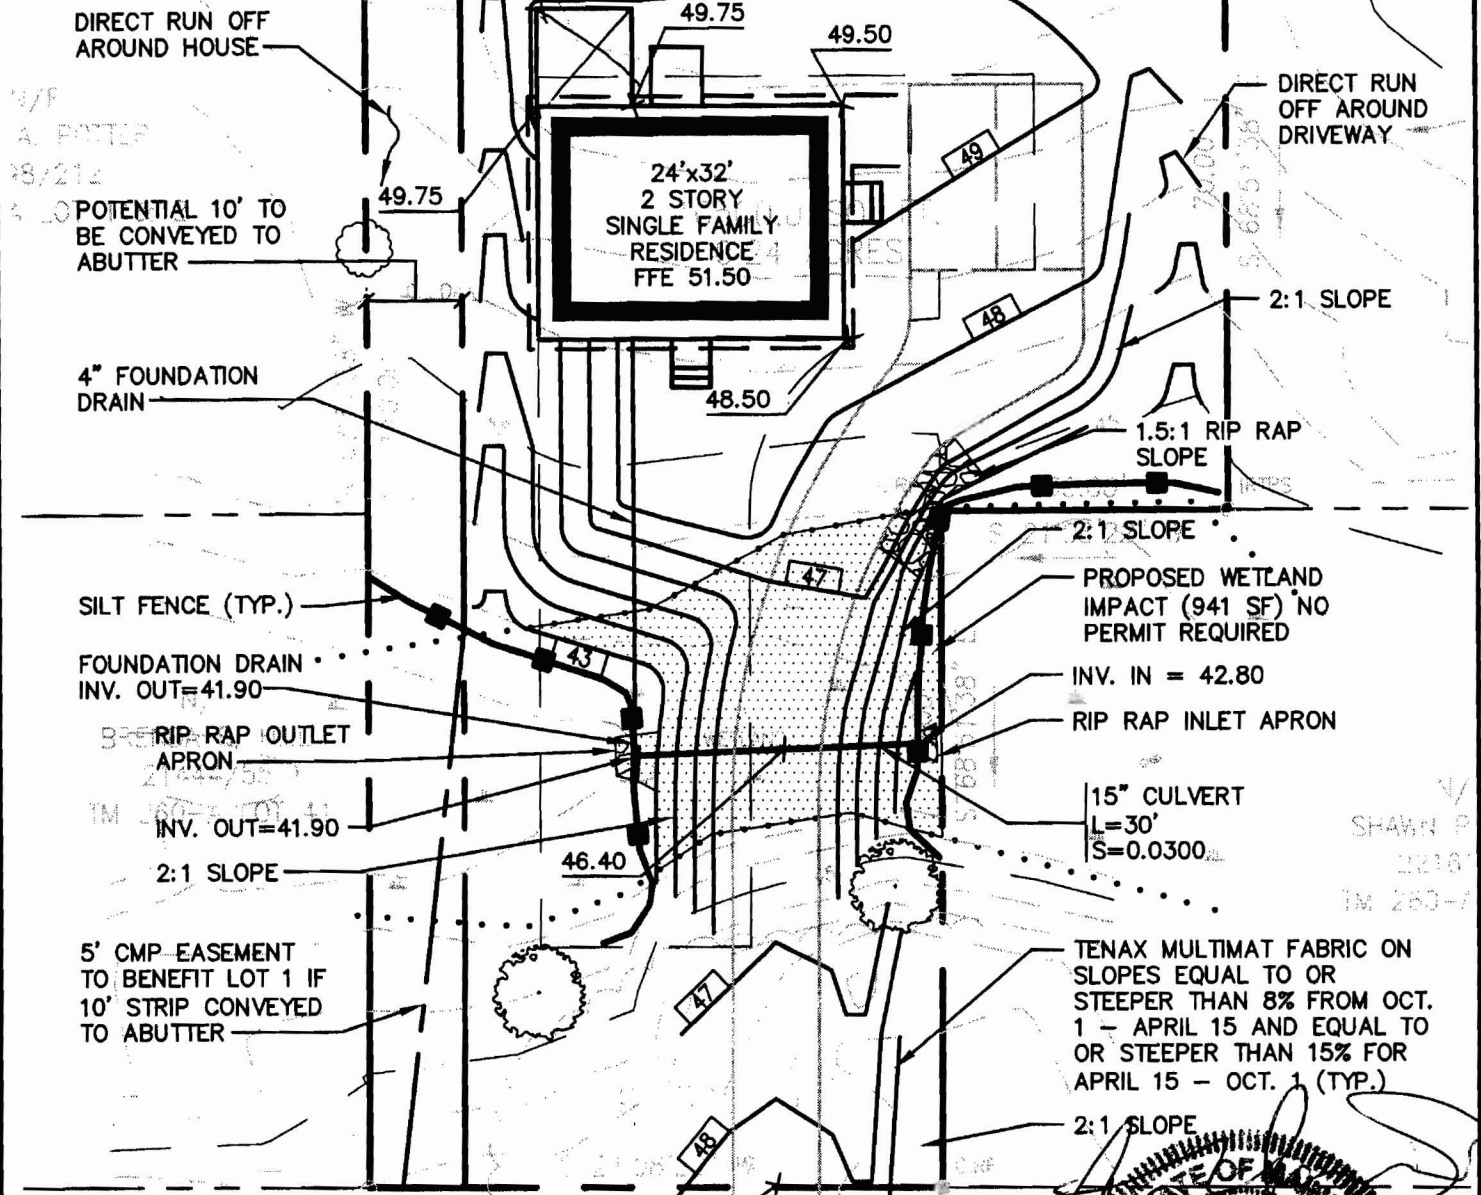 DIRECT RUN OFF
AROUND HOUSE
49.75
49.50
DIRECT RUN
OFF AROUND
DRIVEWAY
N/F
A. POTTER
49
24'x32'
2 STORY
SINGLE FAMILY
RESIDENCE
FFE 51.50
49.75
POTENTIAL 10' TO
BE CONVEYED TO
ABUTTER
2:1 SLOPE
48
4" FOUNDATION
DRAIN
48.50
1.5:1 RIP RAP
SLOPE
2:1 SLOPE
47
PROPOSED WETLAND
IMPACT (941 SF) NO
PERMIT REQUIRED
SILT FENCE (TYP.)
43
FOUNDATION DRAIN
INV. OUT=41.90
INV. IN = 42.80
RIP RAP OUTLET
APRON
RIP RAP INLET APRON
INV. OUT=41.90
15" CULVERT
L=30'
S=0.0300
2:1 SLOPE
46.40
5' CMP EASEMENT
TO BENEFIT LOT 1 IF
10' STRIP CONVEYED
TO ABUTTER
47
TENAX MULTIMAT FABRIC ON
SLOPES EQUAL TO OR
STEEPER THAN 8% FROM OCT.
1 - APRIL 15 AND EQUAL TO
OR STEEPER THAN 15% FOR
APRIL 15 - OCT. 1 (TYP.)
2:1 SLOPE
48
OF